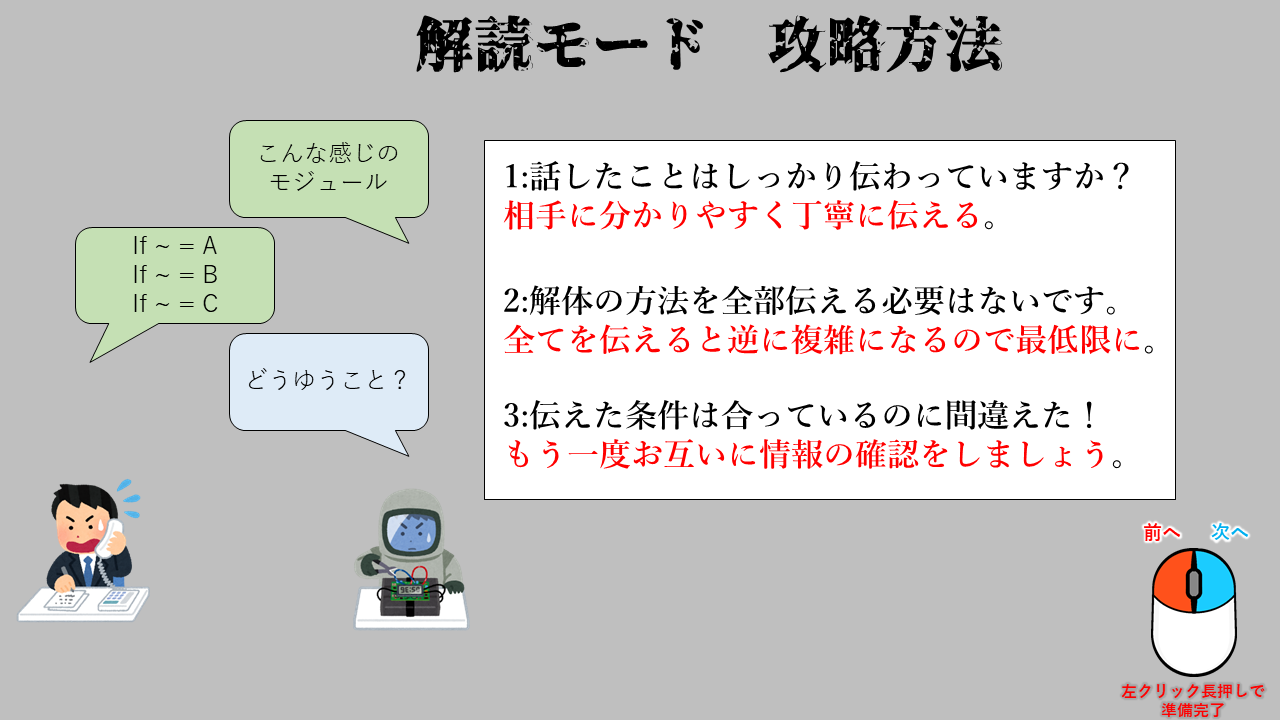 解読モード　攻略方法
こんな感じの
モジュール
If ~ = A
If ~ = B
If ~ = C
どうゆうこと？
1:話したことはしっかり伝わっていますか？
相手に分かりやすく丁寧に伝える。
2:解体の方法を全部伝える必要はないです。
全てを伝えると逆に複雑になるので最低限に。
3:伝えた条件は合っているのに間違えた！
もう一度お互いに情報の確認をしましょう。
前へ　次へ
左クリック長押しで
準備完了